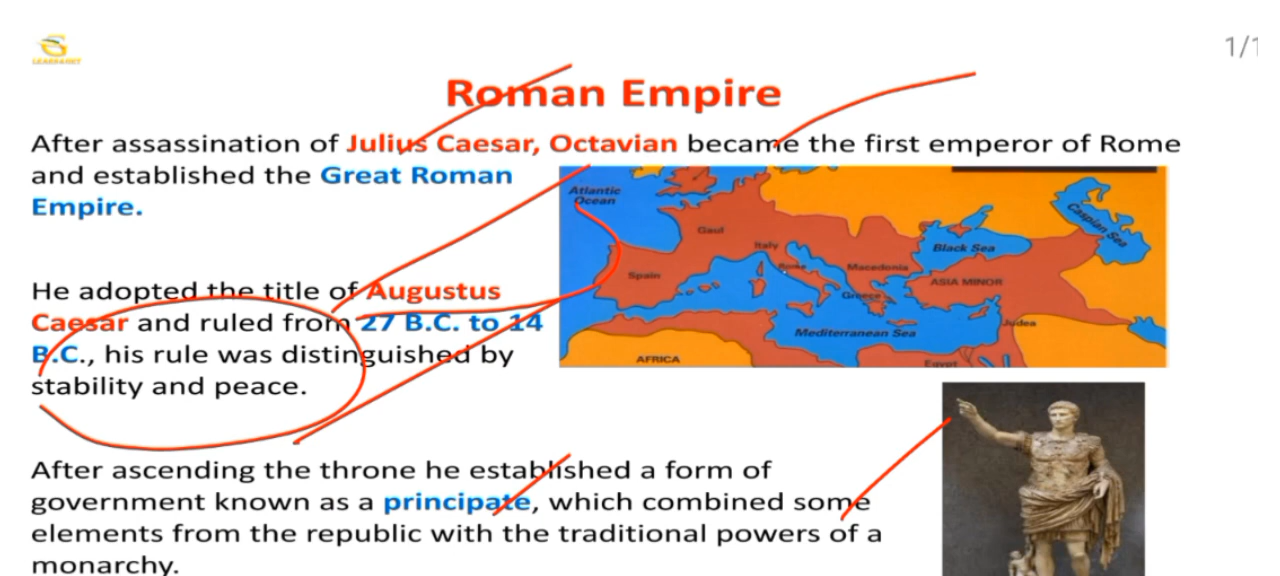 LEARN4HRT
1/1
Roman Empire
After assassination of Julius Caesar, Octavian became the first emperor of Rome
and established the Great Roman
Empire.
Atlantic
Ocean
Gaul
Italy
Rome
Spain
Macedonia
Greece
Black Sea
Caspian Sea
ASIA MINOR
Judea
Mediterranean Sea
AFRICA
Egypt
He adopted the title of Augustus
Caesar and ruled from 27 B.C. to 14
B.C., his rule was distinguished by
stability and peace.
After ascending the throne he established a form of
government known as a principate, which combined some
elements from the republic with the traditional powers of a
monarchy.